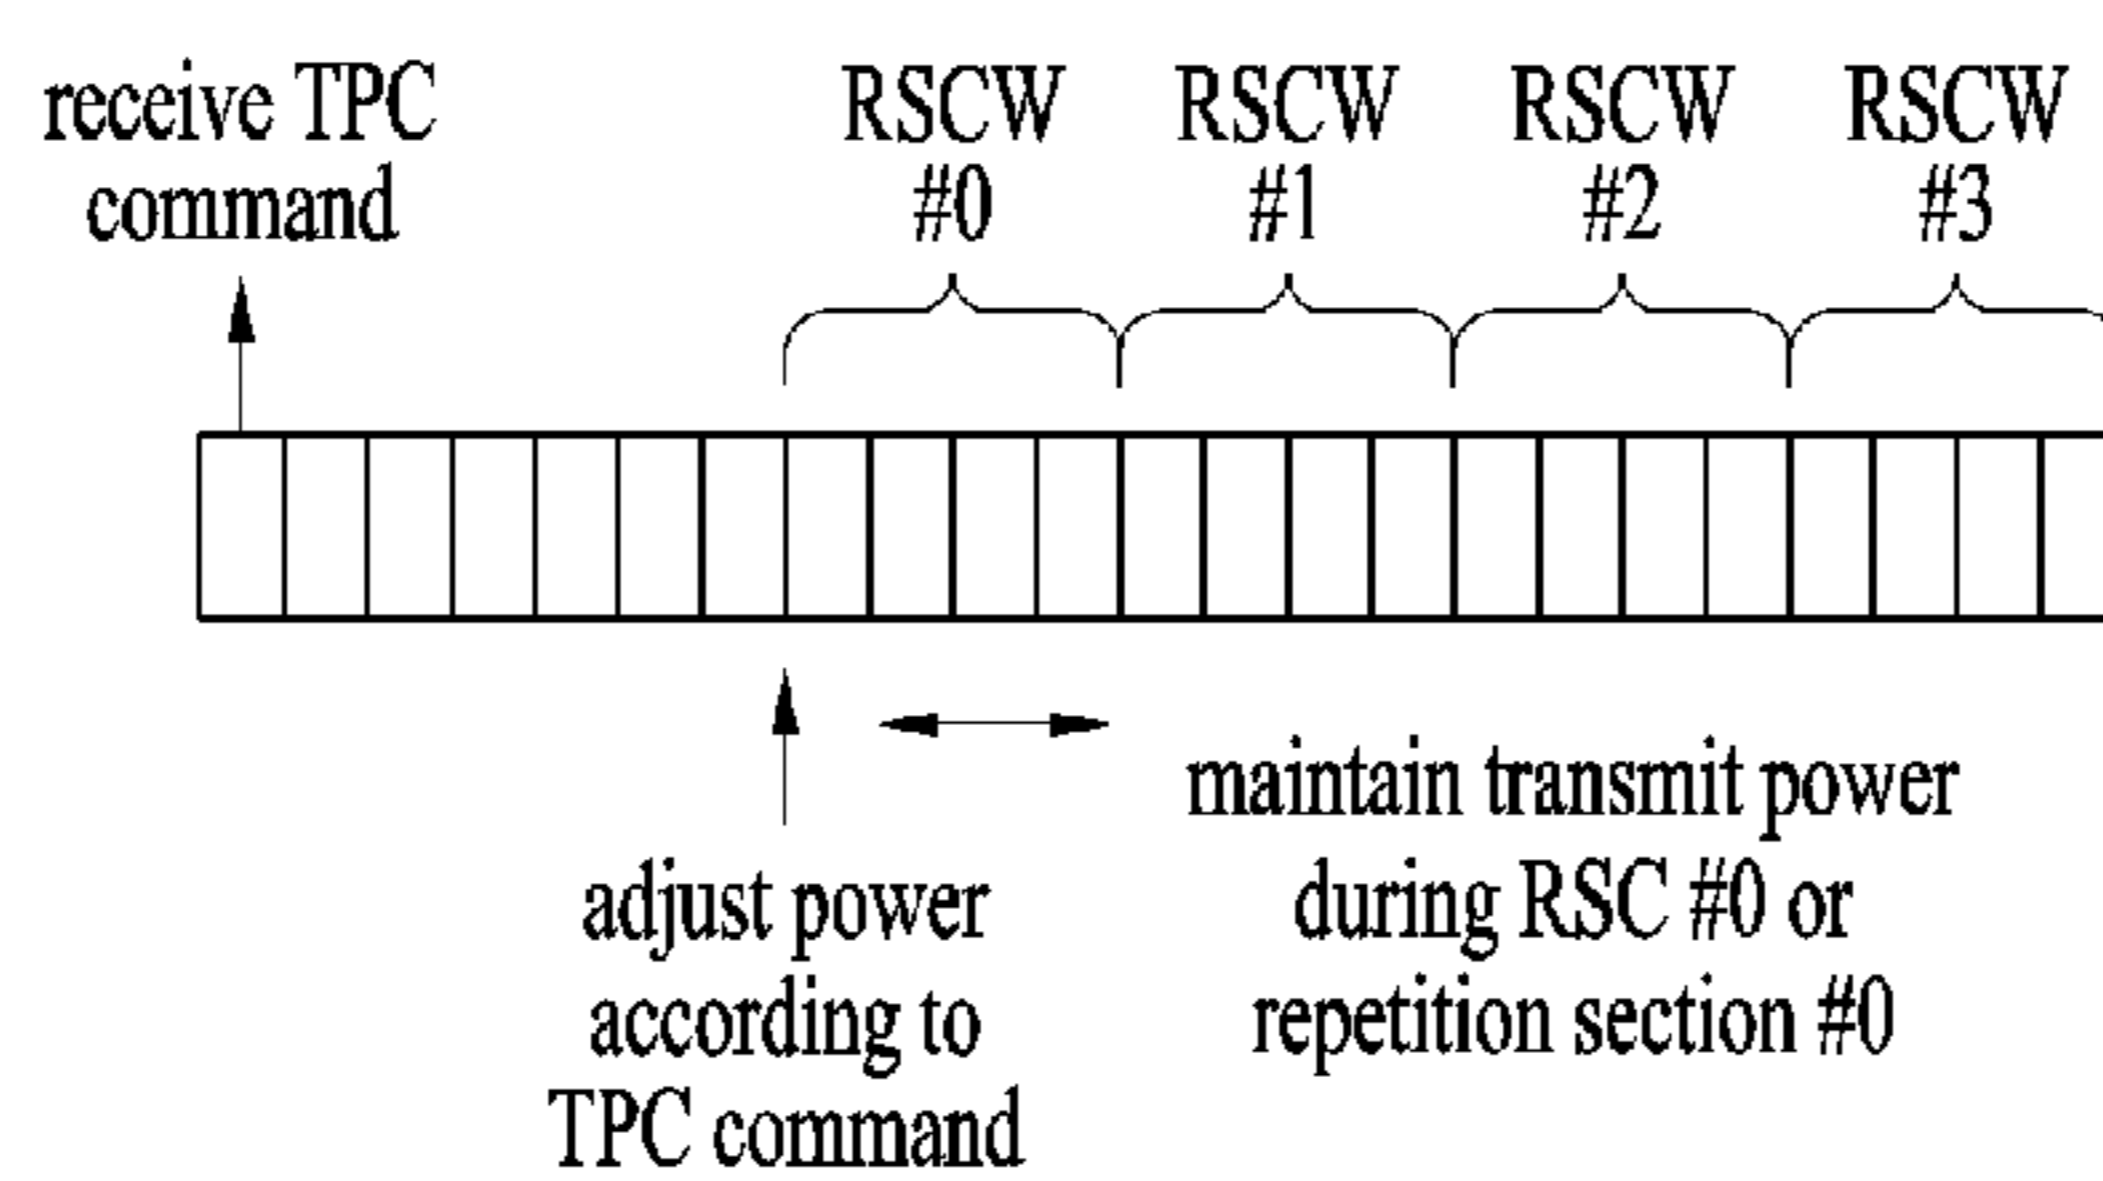 receive TPC
command
RSCW
#0
RSCW
#1
RSCW
#2
RSCW
#3
adjust power
according to
TPC command
maintain transmit power
during RSC #0 or
repetition section #0